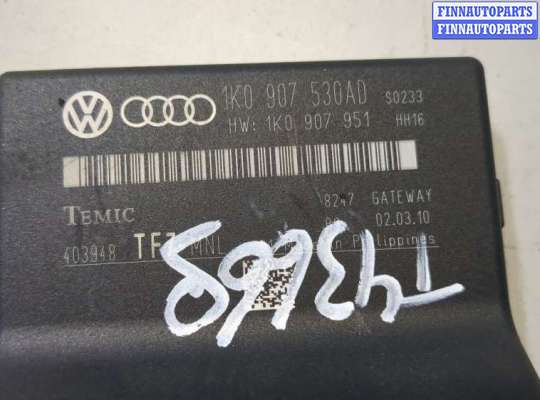 FINNAUTOPARTS
FINNAUTOPARTS
1K0 907 530AD S0233
HW: 1K0 907 951 HH16
TEMIC 8247 GATEWAY
02.03.10
403948 MNL Philippines